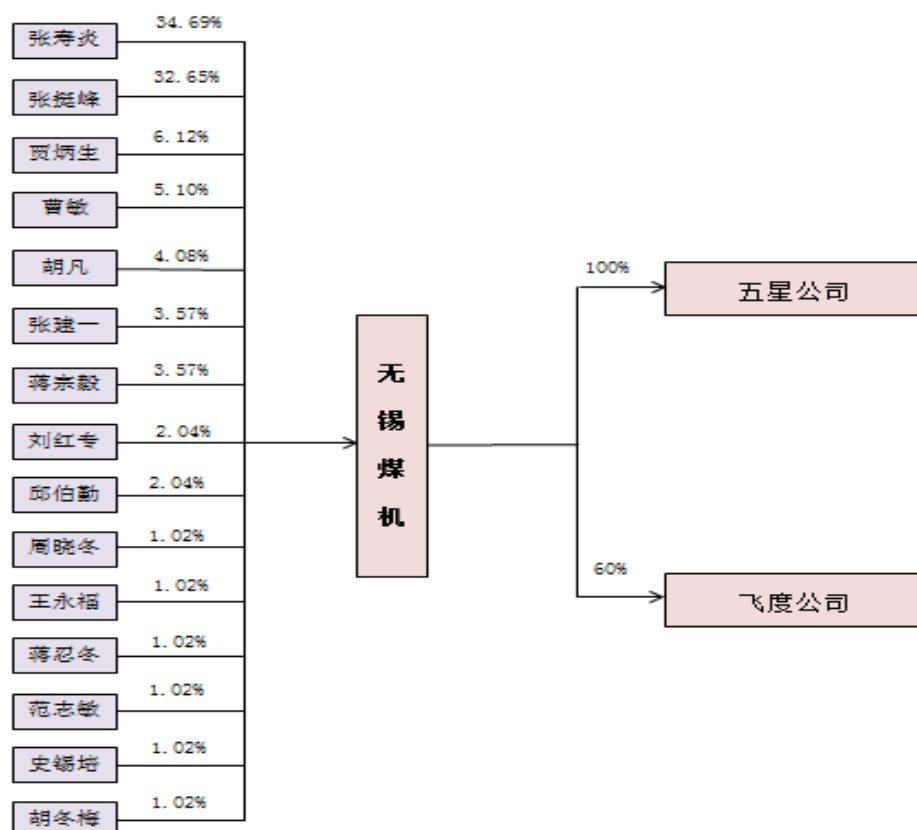 张寿炎 34.69%
张挺峰 32.65%
贾炳生 6.12%
曹敏 5.10%
胡凡 4.08%
张建一 3.57%
蒋宗毅 3.57%
刘红专 2.04%
邱伯勤 2.04%
周晓冬 1.02%
王永福 1.02%
蒋忍冬 1.02%
范志敏 1.02%
史锡培 1.02%
胡冬梅 1.02%
无
锡
煤
机
100%
五星公司
60%
飞度公司